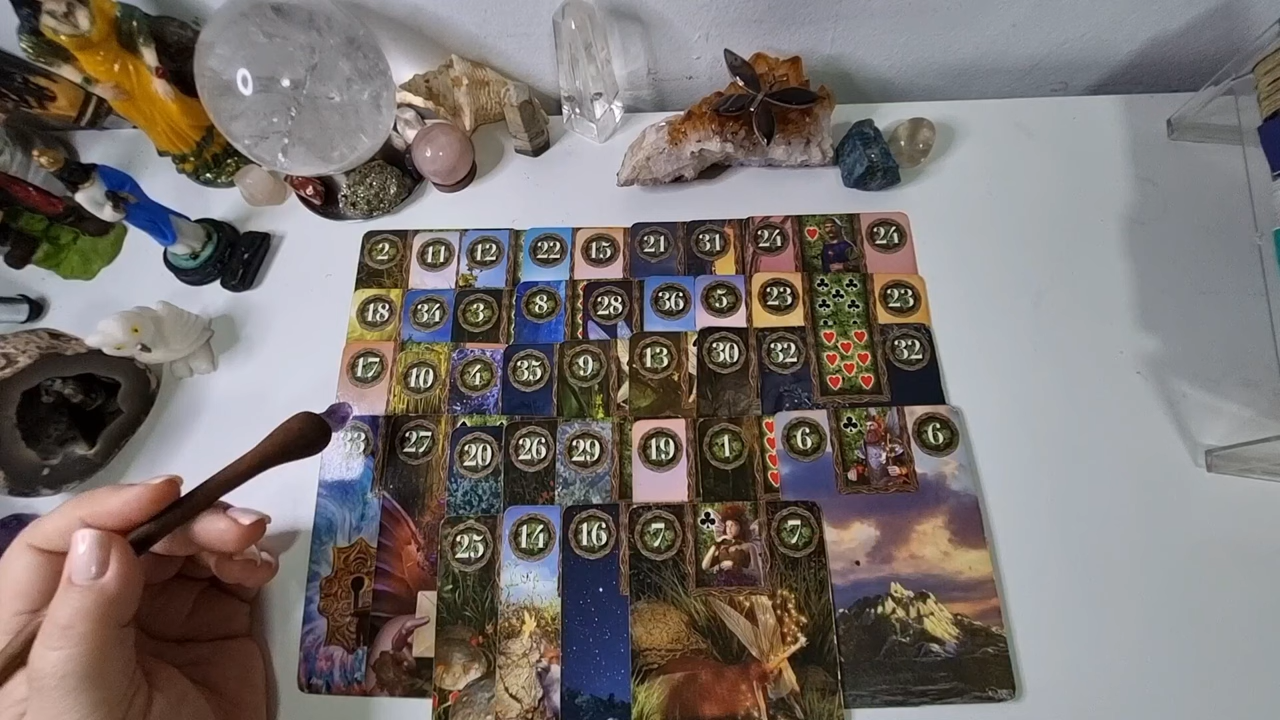 2 11 12 22 15 21 31 24 24
18 34 3 8 28 36 5 23 23
17 10 4 35 9 13 30 32 32
33 27 20 26 29 19 1 6 6
25 14 16 7 7